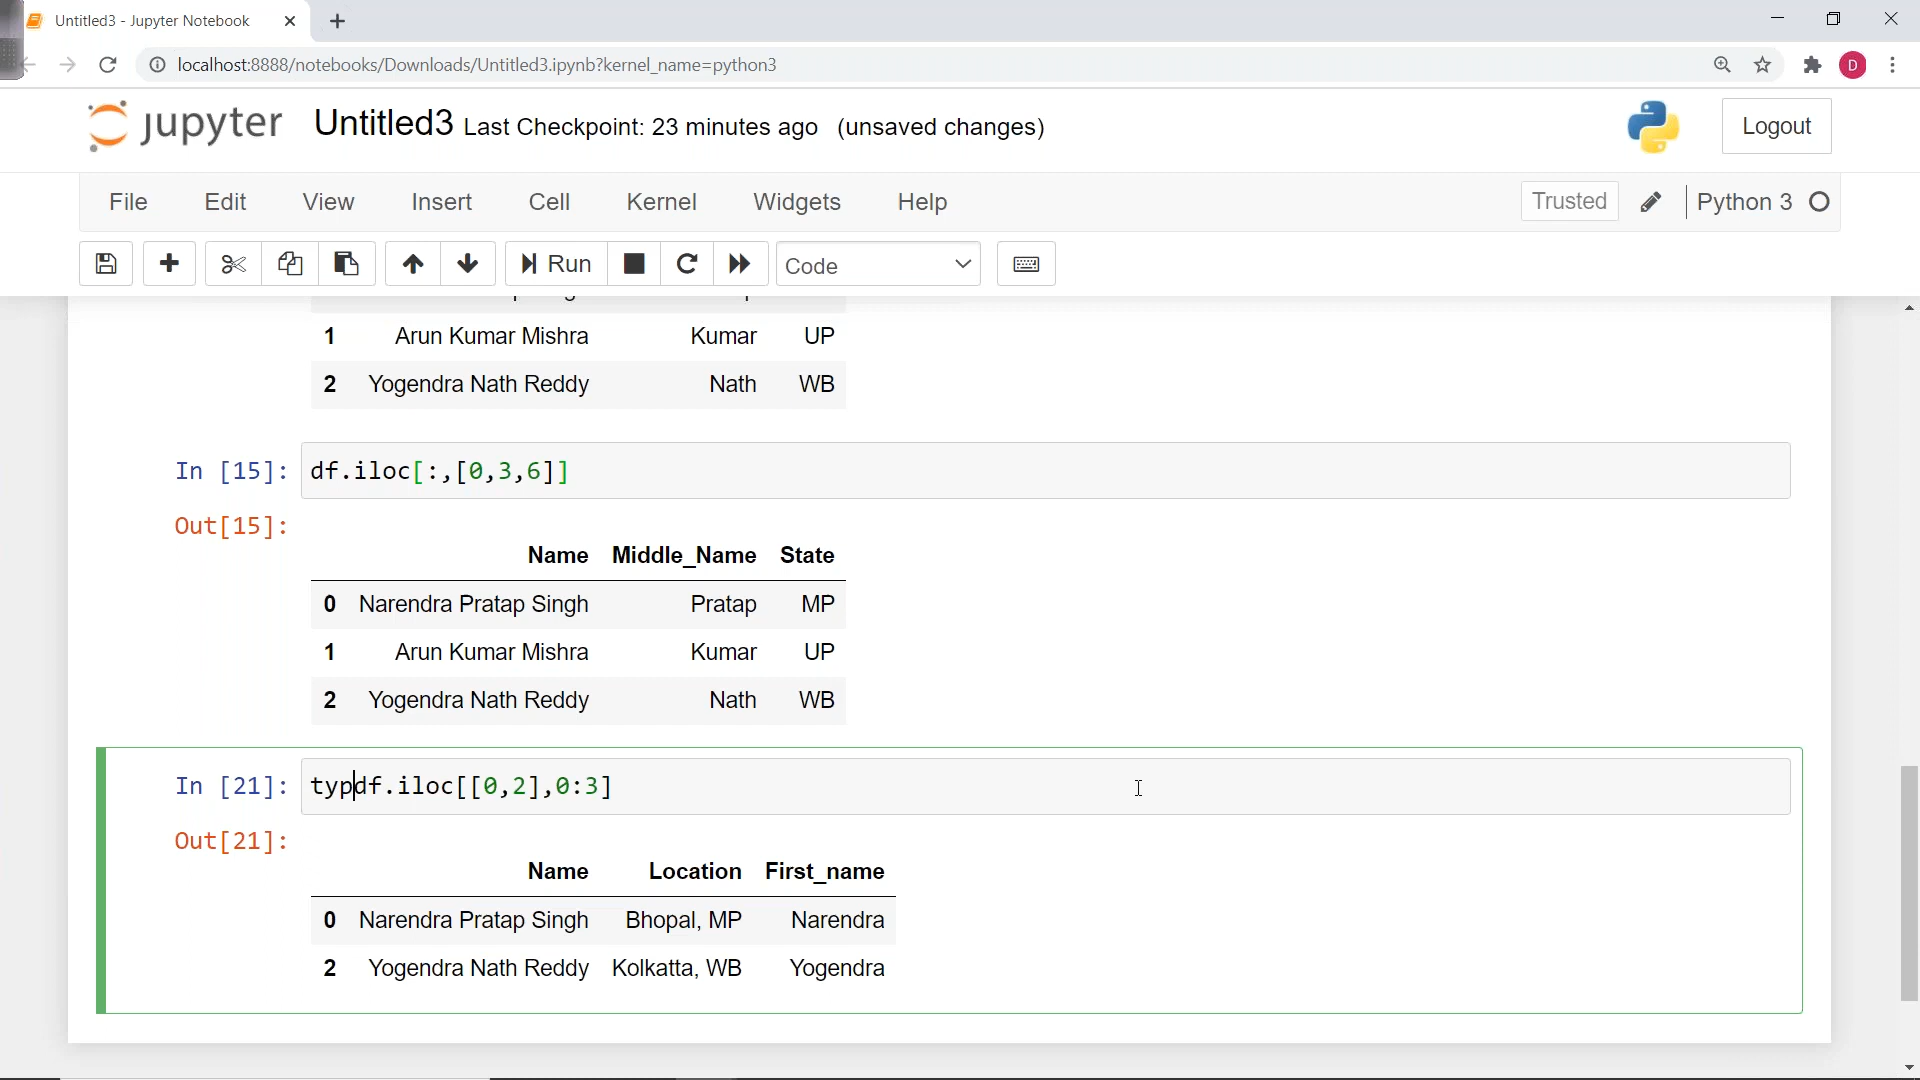 Untitled3 - Jupyter Notebook
localhost:8888/notebooks/Downloads/Untitled3.ipynb?kernel_name=python3
D
jupyter Untitled3 Last Checkpoint: 23 minutes ago (unsaved changes)
Logout
File Edit View Insert Cell Kernel Widgets Help Trusted Python 3
Run Code
1 Arun Kumar Mishra Kumar UP
2 Yogendra Nath Reddy Nath WB
In [15]: df.iloc[:,[0,3,6]]
Out[15]:
Name Middle_Name State
0 Narendra Pratap Singh Pratap MP
1 Arun Kumar Mishra Kumar UP
2 Yogendra Nath Reddy Nath WB
In [21]: typdf.iloc[[0,2],0:3]
Out[21]:
Name Location First_name
0 Narendra Pratap Singh Bhopal, MP Narendra
2 Yogendra Nath Reddy Kolkatta, WB Yogendra